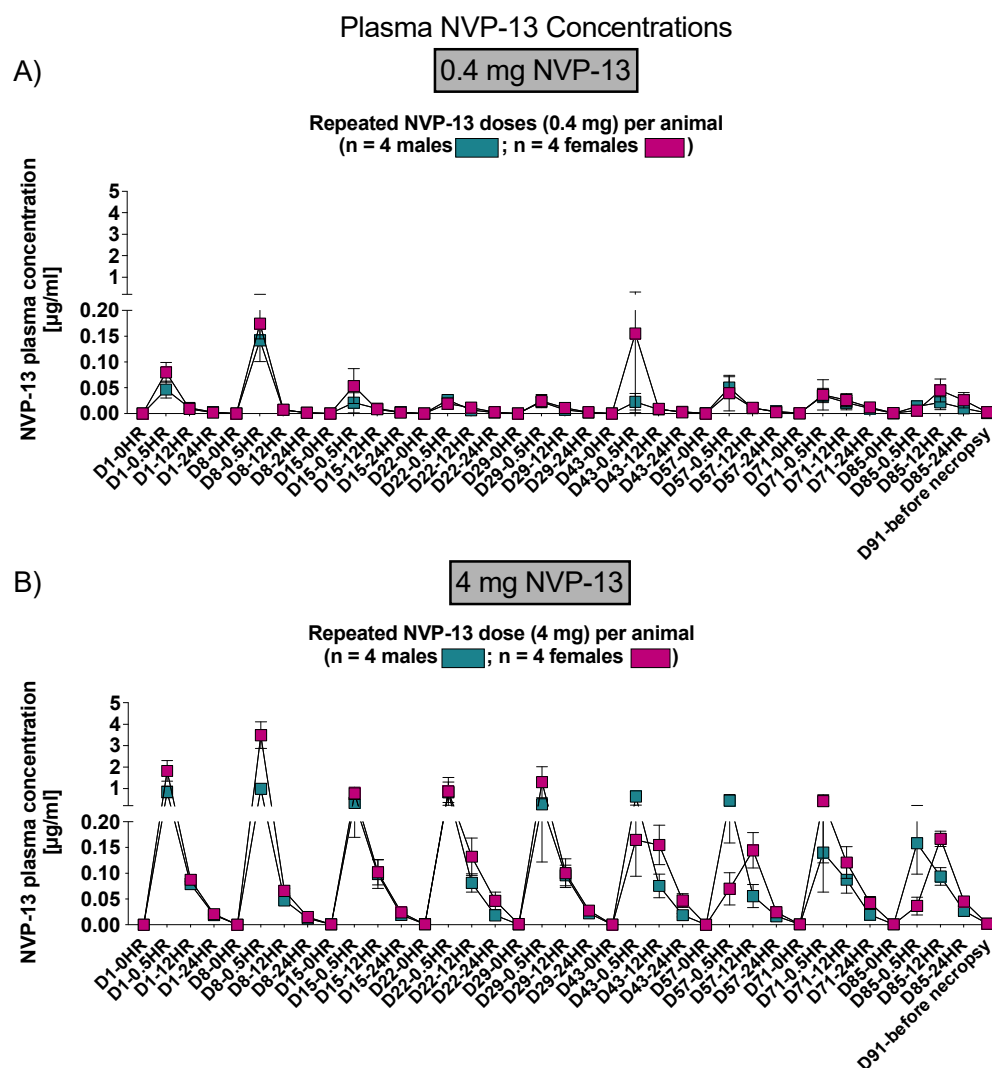 Plasma NVP-13 Concentrations
A)
0.4 mg NVP-13
Repeated NVP-13 doses (0.4 mg) per animal
(n = 4 males ; n = 4 females )
NVP-13 plasma concentration
[µg/ml]
5
4
3
2
1
0.20
0.15
0.10
0.05
0.00
D1-0HR
D1-0.5HR
D1-12HR
D1-24HR
D8-0HR
D8-0.5HR
D8-12HR
D8-24HR
D15-0HR
D15-0.5HR
D15-12HR
D15-24HR
D22-0HR
D22-0.5HR
D22-12HR
D22-24HR
D29-0HR
D29-0.5HR
D29-12HR
D29-24HR
D43-0HR
D43-0.5HR
D43-12HR
D43-24HR
D57-0HR
D57-0.5HR
D57-12HR
D57-24HR
D71-0HR
D71-0.5HR
D71-12HR
D71-24HR
D85-0HR
D85-0.5HR
D85-12HR
D85-24HR
D91-before necropsy
B)
4 mg NVP-13
Repeated NVP-13 dose (4 mg) per animal
(n = 4 males ; n = 4 females )
NVP-13 plasma concentration
[µg/ml]
5
4
3
2
1
0.20
0.15
0.10
0.05
0.00
D1-0HR
D1-0.5HR
D1-12HR
D1-24HR
D8-0HR
D8-0.5HR
D8-12HR
D8-24HR
D15-0HR
D15-0.5HR
D15-12HR
D15-24HR
D22-0HR
D22-0.5HR
D22-12HR
D22-24HR
D29-0HR
D29-0.5HR
D29-12HR
D29-24HR
D43-0HR
D43-0.5HR
D43-12HR
D43-24HR
D57-0HR
D57-0.5HR
D57-12HR
D57-24HR
D71-0HR
D71-0.5HR
D71-12HR
D71-24HR
D85-0HR
D85-0.5HR
D85-12HR
D85-24HR
D91-before necropsy